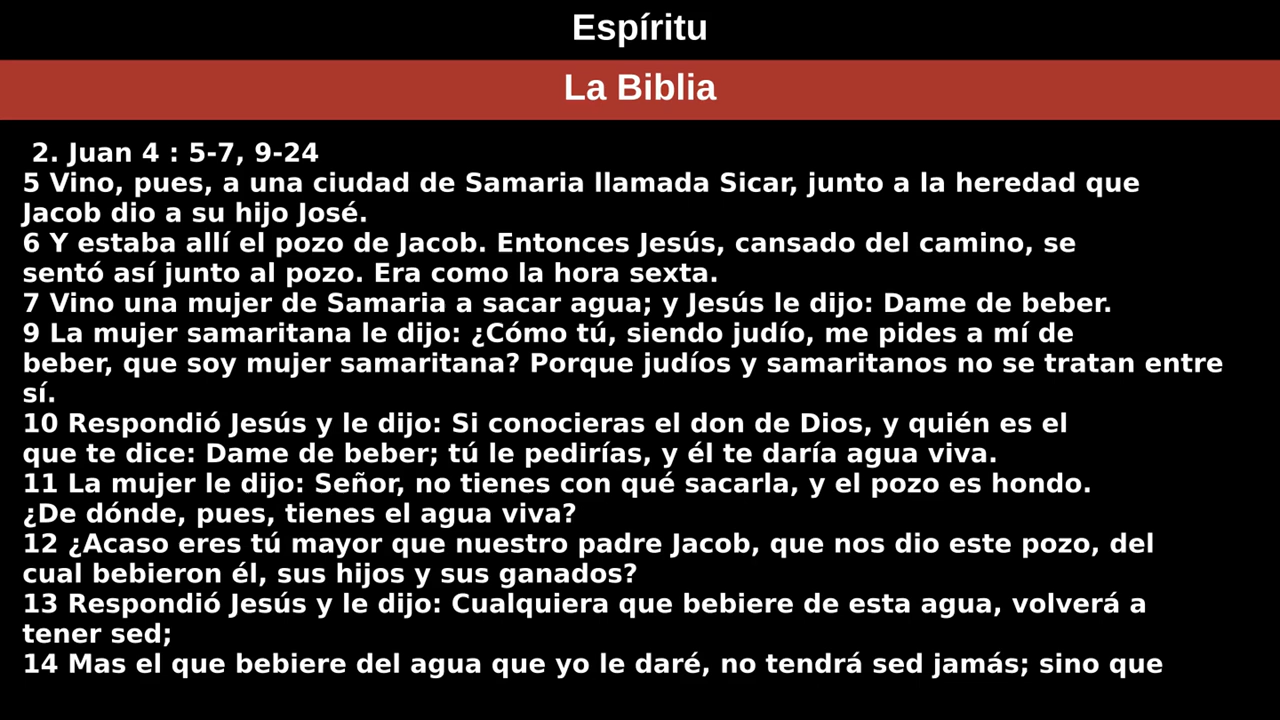 Espíritu
La Biblia
2. Juan 4 : 5-7, 9-24
5 Vino, pues, a una ciudad de Samaria llamada Sicar, junto a la heredad que
Jacob dio a su hijo José.
6 Y estaba allí el pozo de Jacob. Entonces Jesús, cansado del camino, se
sentó así junto al pozo. Era como la hora sexta.
7 Vino una mujer de Samaria a sacar agua; y Jesús le dijo: Dame de beber.
9 La mujer samaritana le dijo: ¿Cómo tú, siendo judío, me pides a mí de
beber, que soy mujer samaritana? Porque judíos y samaritanos no se tratan entre
sí.
10 Respondió Jesús y le dijo: Si conocieras el don de Dios, y quién es el
que te dice: Dame de beber; tú le pedirías, y él te daría agua viva.
11 La mujer le dijo: Señor, no tienes con qué sacarla, y el pozo es hondo.
¿De dónde, pues, tienes el agua viva?
12 ¿Acaso eres tú mayor que nuestro padre Jacob, que nos dio este pozo, del
cual bebieron él, sus hijos y sus ganados?
13 Respondió Jesús y le dijo: Cualquiera que bebiere de esta agua, volverá a
tener sed;
14 Mas el que bebiere del agua que yo le daré, no tendrá sed jamás; sino que